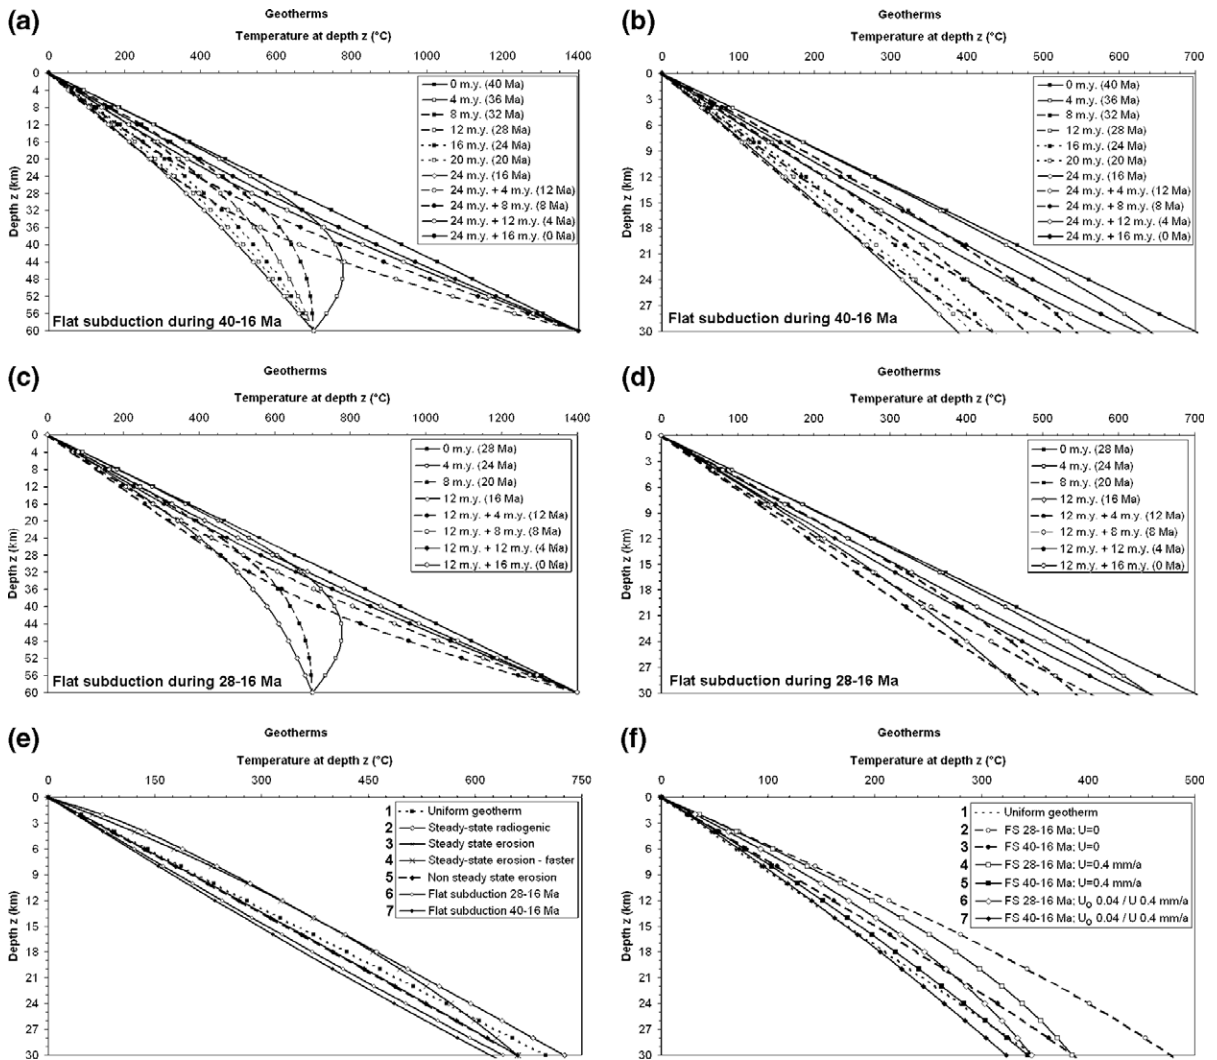 (a)
Geotherms
Temperature at depth z (°C)
0 200 400 600 800 1000 1200 1400
Depth z (km)
0
4
8
12
16
20
24
28
32
36
40
44
48
52
56
60
0 m.y. (40 Ma)
4 m.y. (36 Ma)
8 m.y. (32 Ma)
12 m.y. (28 Ma)
16 m.y. (24 Ma)
20 m.y. (20 Ma)
24 m.y. (16 Ma)
24 m.y. + 4 m.y. (12 Ma)
24 m.y. + 8 m.y. (8 Ma)
24 m.y. + 12 m.y. (4 Ma)
24 m.y. + 16 m.y. (0 Ma)
Flat subduction during 40-16 Ma
(b)
Geotherms
Temperature at depth z (°C)
0 100 200 300 400 500 600 700
Depth z (km)
0
3
6
9
12
15
18
21
24
27
30
0 m.y. (40 Ma)
4 m.y. (36 Ma)
8 m.y. (32 Ma)
12 m.y. (28 Ma)
16 m.y. (24 Ma)
20 m.y. (20 Ma)
24 m.y. (16 Ma)
24 m.y. + 4 m.y. (12 Ma)
24 m.y. + 8 m.y. (8 Ma)
24 m.y. + 12 m.y. (4 Ma)
24 m.y. + 16 m.y. (0 Ma)
Flat subduction during 40-16 Ma
(c)
Geotherms
Temperature at depth z (°C)
0 200 400 600 800 1000 1200 1400
Depth z (km)
0
4
8
12
16
20
24
28
32
36
40
44
48
52
56
60
0 m.y. (28 Ma)
4 m.y. (24 Ma)
8 m.y. (20 Ma)
12 m.y. (16 Ma)
12 m.y. + 4 m.y. (12 Ma)
12 m.y. + 8 m.y. (8 Ma)
12 m.y. + 12 m.y. (4 Ma)
12 m.y. + 16 m.y. (0 Ma)
Flat subduction during 28-16 Ma
(d)
Geotherms
Temperature at depth z (°C)
0 100 200 300 400 500 600 700
Depth z (km)
0
3
6
9
12
15
18
21
24
27
30
0 m.y. (28 Ma)
4 m.y. (24 Ma)
8 m.y. (20 Ma)
12 m.y. (16 Ma)
12 m.y. + 4 m.y. (12 Ma)
12 m.y. + 8 m.y. (8 Ma)
12 m.y. + 12 m.y. (4 Ma)
12 m.y. + 16 m.y. (0 Ma)
Flat subduction during 28-16 Ma
(e)
Geotherms
Temperature at depth z (°C)
0 150 300 450 600 750
Depth z (km)
0
2
4
6
8
10
12
14
16
18
20
22
24
26
28
30
1 Uniform geotherm
2 Steady-state radiogenic
3 Steady state erosion
4 Steady-state erosion - faster
5 Non steady state erosion
6 Flat subduction 28-16 Ma
7 Flat subduction 40-16 Ma
(f)
Geotherms
Temperature at depth z (°C)
0 100 200 300 400 500
Depth z (km)
0
2
4
6
8
10
12
14
16
18
20
22
24
26
28
30
1 Uniform geotherm
2 FS 28-16 Ma: U=0
3 FS 40-16 Ma: U=0
4 FS 28-16 Ma: U=0.4 mm/a
5 FS 40-16 Ma: U=0.4 mm/a
6 FS 28-16 Ma: U0 0.04 / U 0.4 mm/a
7 FS 40-16 Ma: U0 0.04 / U 0.4 mm/a